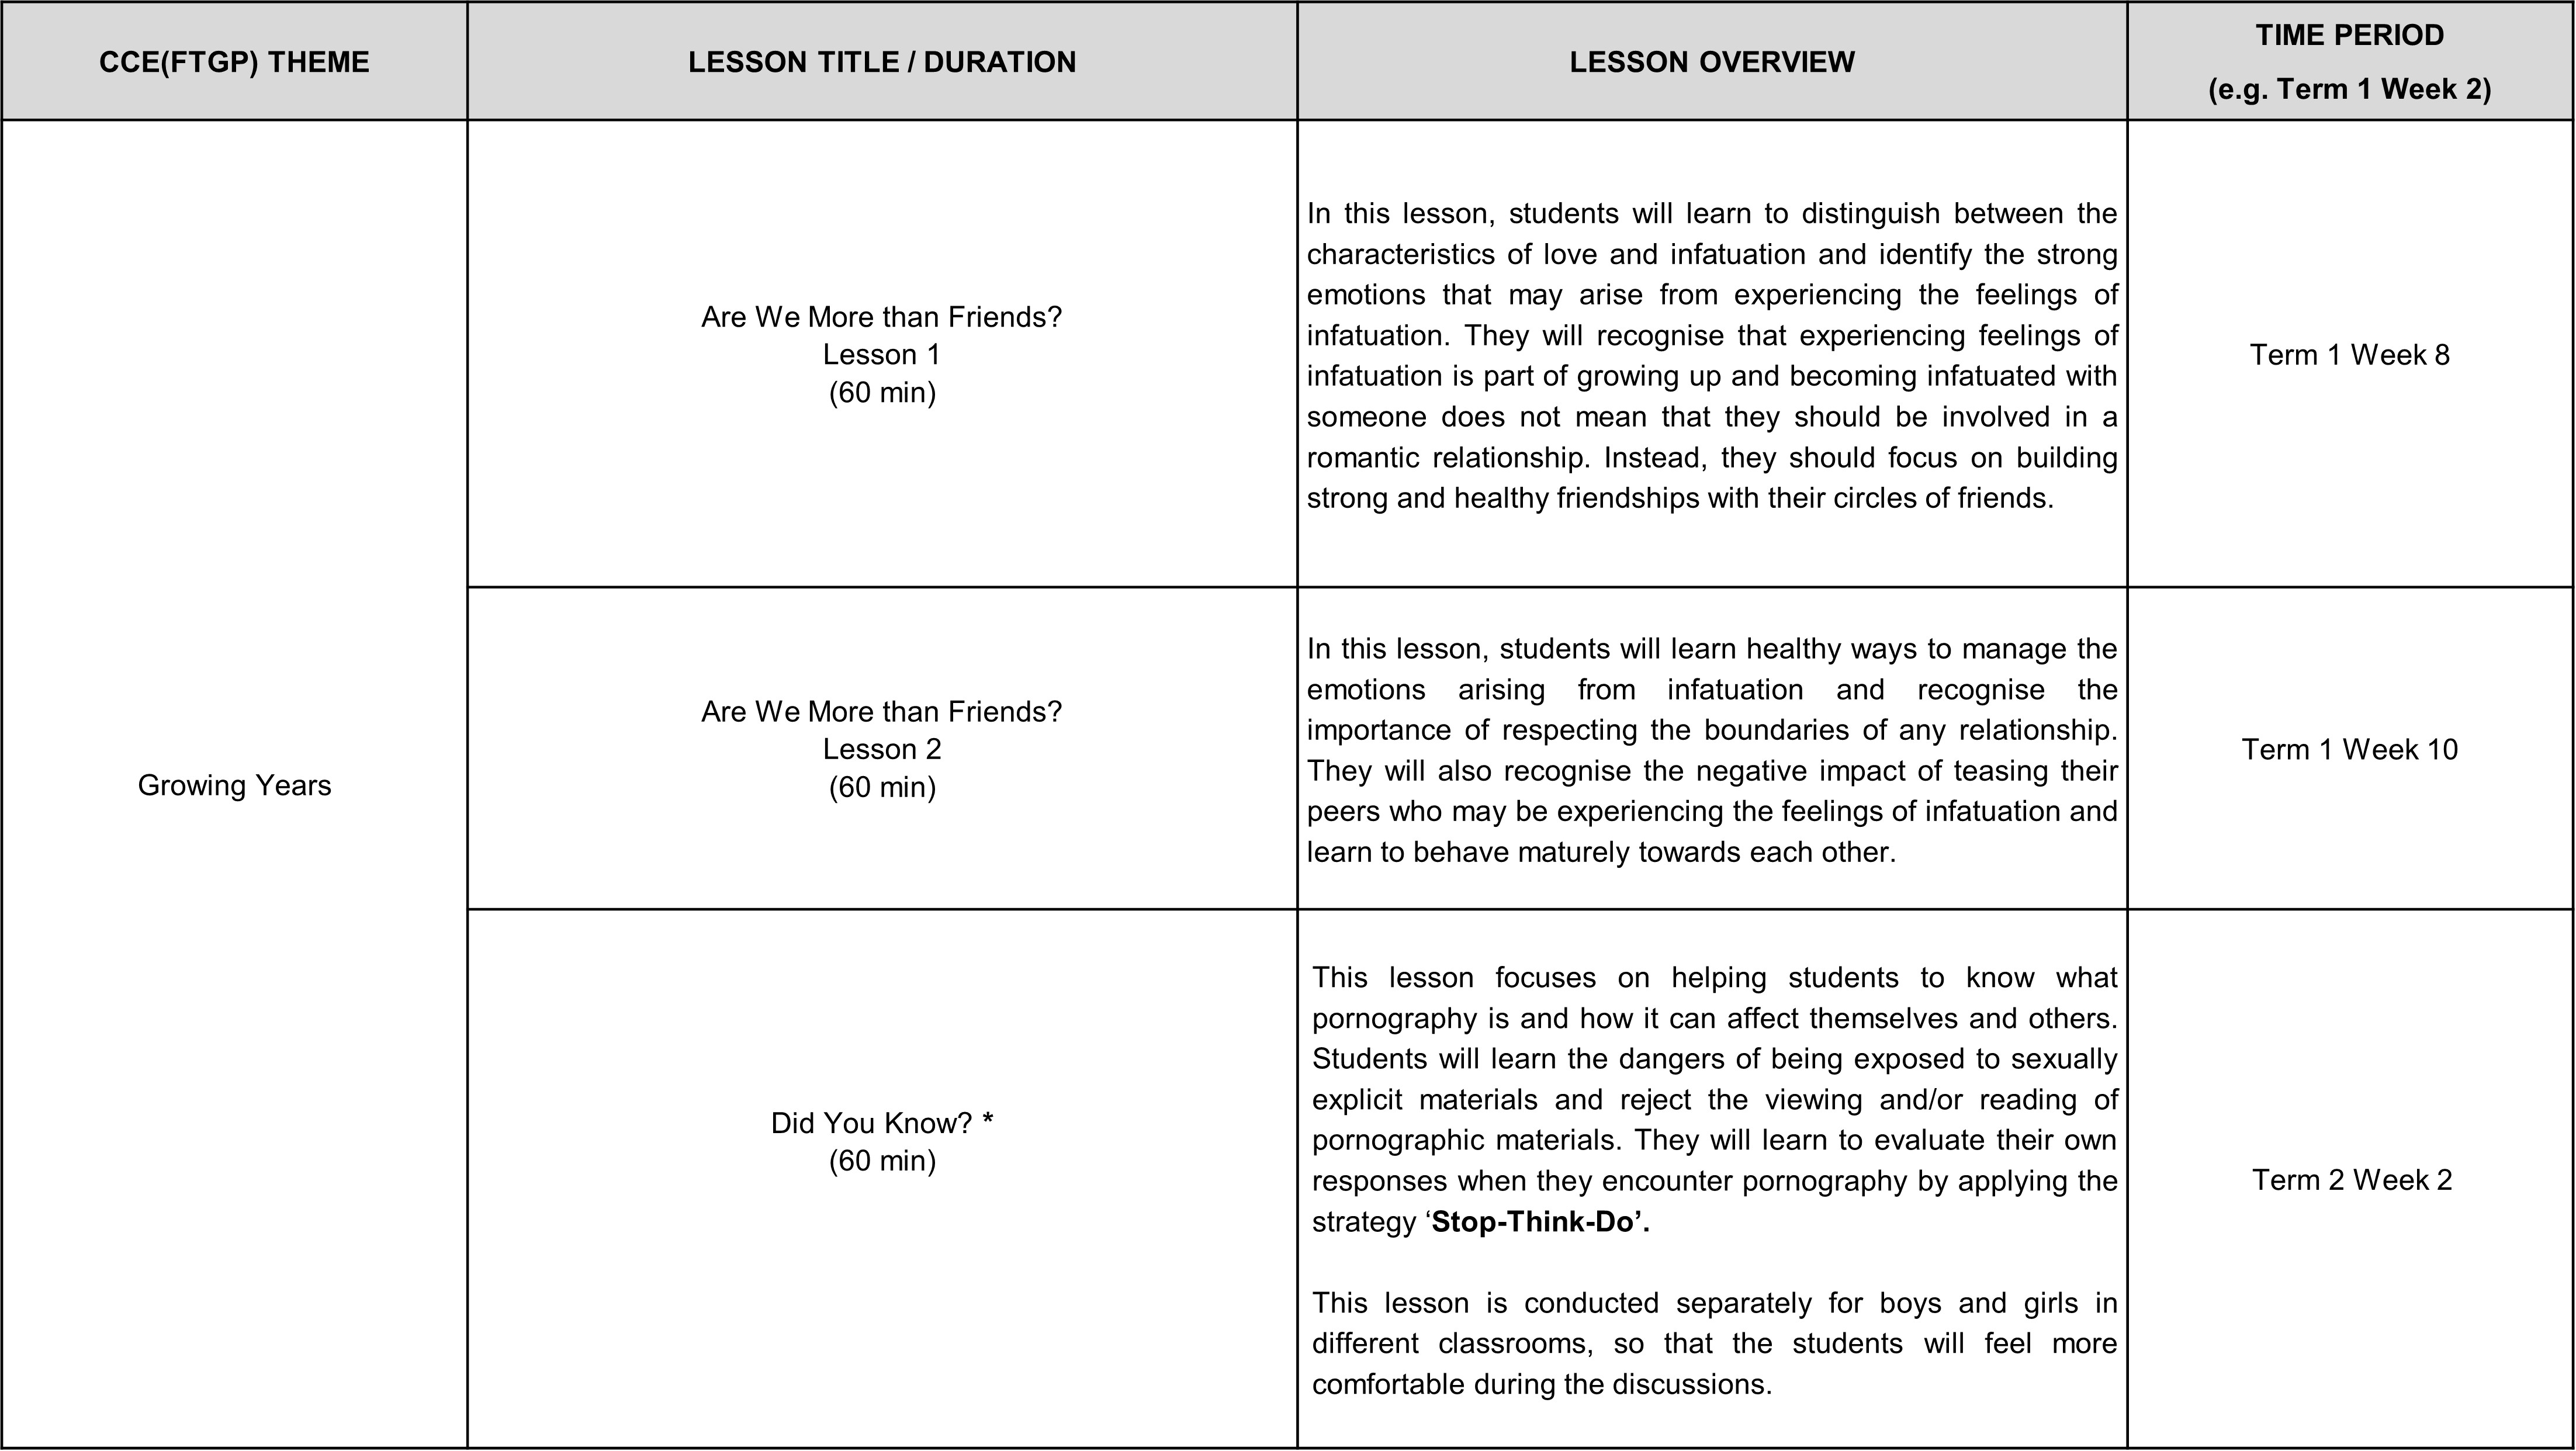 CCE(FTGP) THEME
LESSON TITLE / DURATION
LESSON OVERVIEW
TIME PERIOD
(e.g. Term 1 Week 2)
Growing Years
Are We More than Friends?
Lesson 1
(60 min)
In this lesson, students will learn to distinguish between the
characteristics of love and infatuation and identify the strong
emotions that may arise from experiencing the feelings of
infatuation. They will recognise that experiencing feelings of
infatuation is part of growing up and becoming infatuated with
someone does not mean that they should be involved in a
romantic relationship. Instead, they should focus on building
strong and healthy friendships with their circles of friends.
Term 1 Week 8
Are We More than Friends?
Lesson 2
(60 min)
In this lesson, students will learn healthy ways to manage the
emotions arising from infatuation and recognise the
importance of respecting the boundaries of any relationship.
They will also recognise the negative impact of teasing their
peers who may be experiencing the feelings of infatuation and
learn to behave maturely towards each other.
Term 1 Week 10
Did You Know? *
(60 min)
This lesson focuses on helping students to know what
pornography is and how it can affect themselves and others.
Students will learn the dangers of being exposed to sexually
explicit materials and reject the viewing and/or reading of
pornographic materials. They will learn to evaluate their own
responses when they encounter pornography by applying the
strategy ‘Stop-Think-Do’.
This lesson is conducted separately for boys and girls in
different classrooms, so that the students will feel more
comfortable during the discussions.
Term 2 Week 2